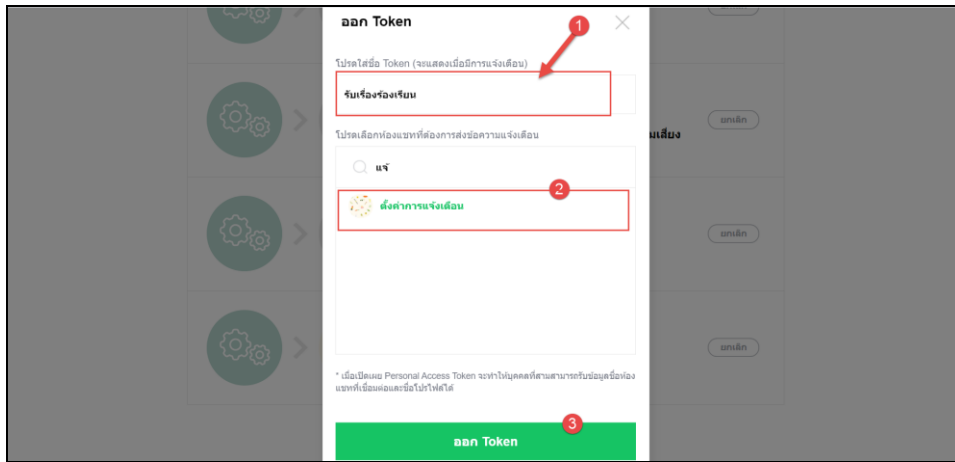 ออก Token
1
โปรดใส่ชื่อ Token (จะแสดงเมื่อมีการแจ้งเตือน)
รับเรื่องร้องเรียน
ยกเลิก
โปรดเลือกห้องแชทที่ต้องการส่งข้อความแจ้งเตือน
มเสี่ยง
แจ้
2
ตั้งค่าการแจ้งเตือน
ยกเลิก
ยกเลิก
* เมื่อเปิดเผย Personal Access Token จะทำให้บุคคลที่สามสามารถรับข้อมูลชื่อห้อง
แชทที่เชื่อมต่อและชื่อโปรไฟล์ได้
3
ออก Token